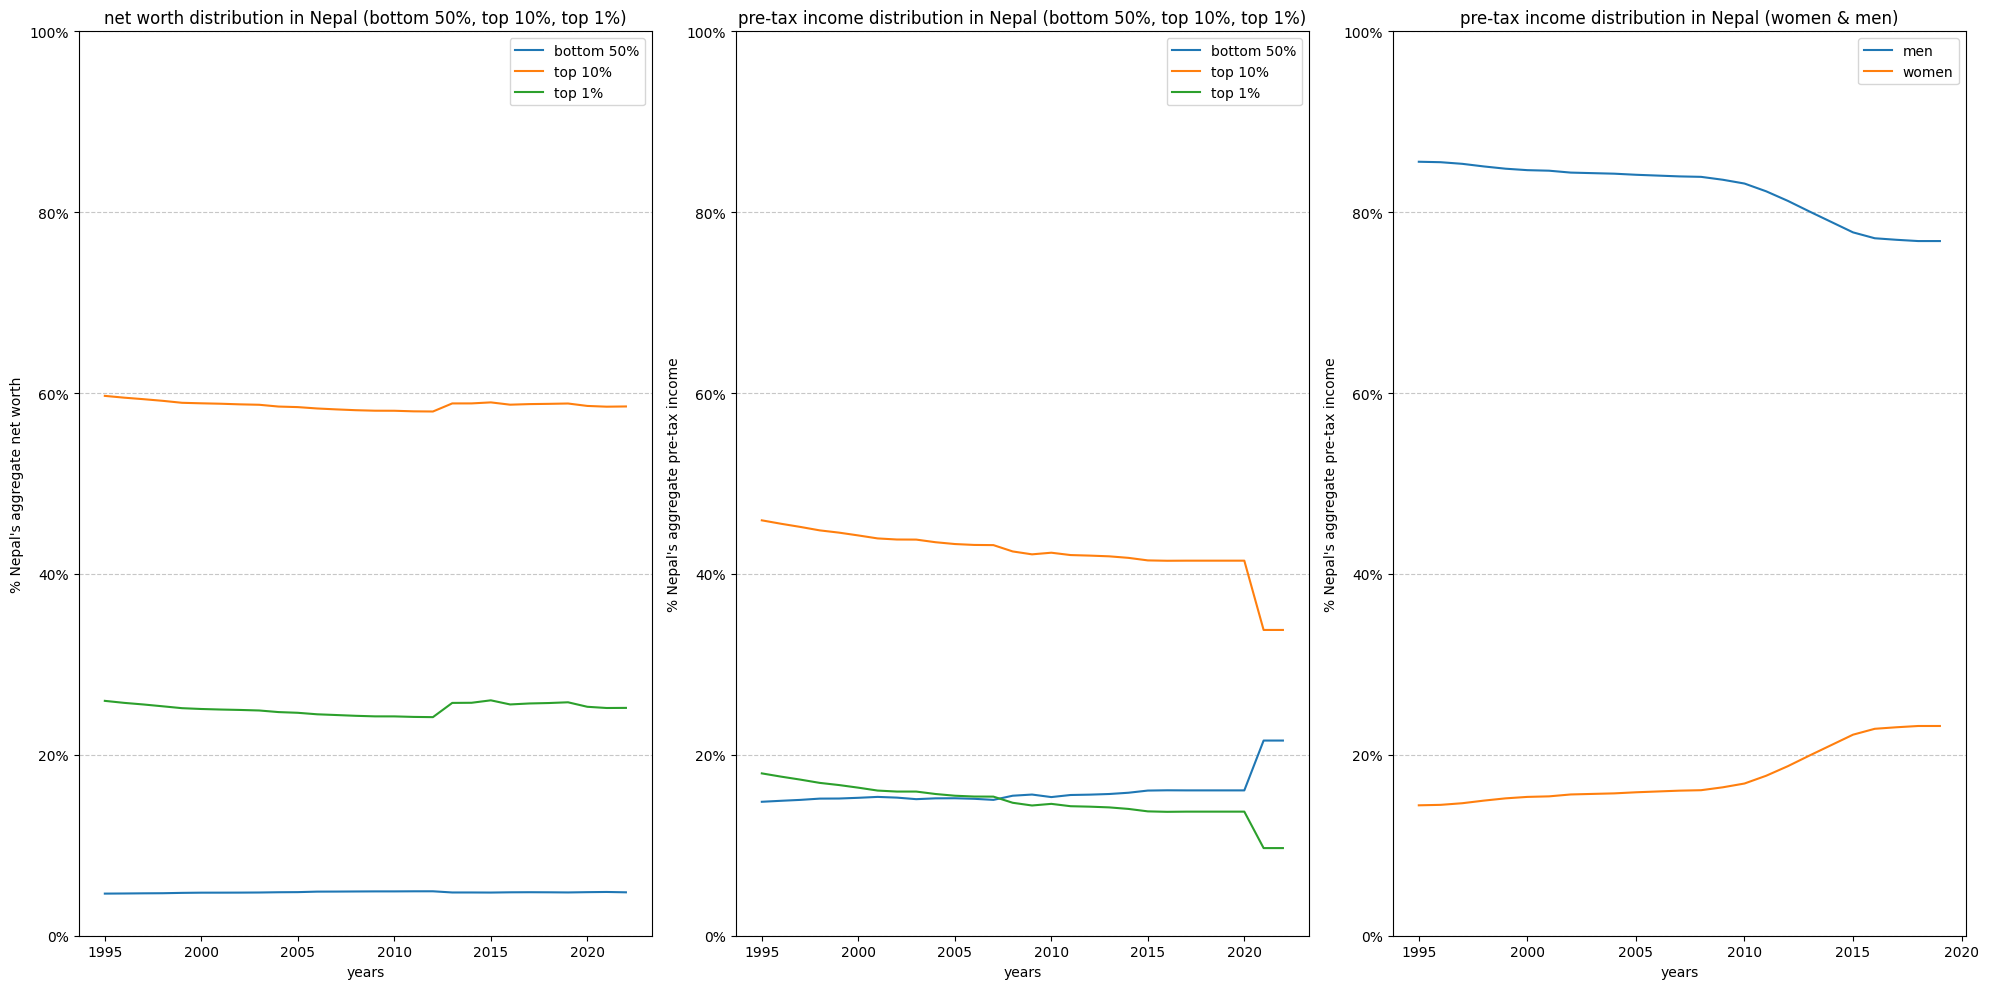 net worth distribution in Nepal (bottom 50%, top 10%, top 1%)
100%
80%
60%
40%
20%
0%
% Nepal's aggregate net worth
bottom 50%
top 10%
top 1%
1995 2000 2005 2010 2015 2020
years
pre-tax income distribution in Nepal (bottom 50%, top 10%, top 1%)
100%
80%
60%
40%
20%
0%
% Nepal's aggregate pre-tax income
bottom 50%
top 10%
top 1%
1995 2000 2005 2010 2015 2020
years
pre-tax income distribution in Nepal (women & men)
100%
80%
60%
40%
20%
0%
% Nepal's aggregate pre-tax income
men
women
1995 2000 2005 2010 2015 2020
years